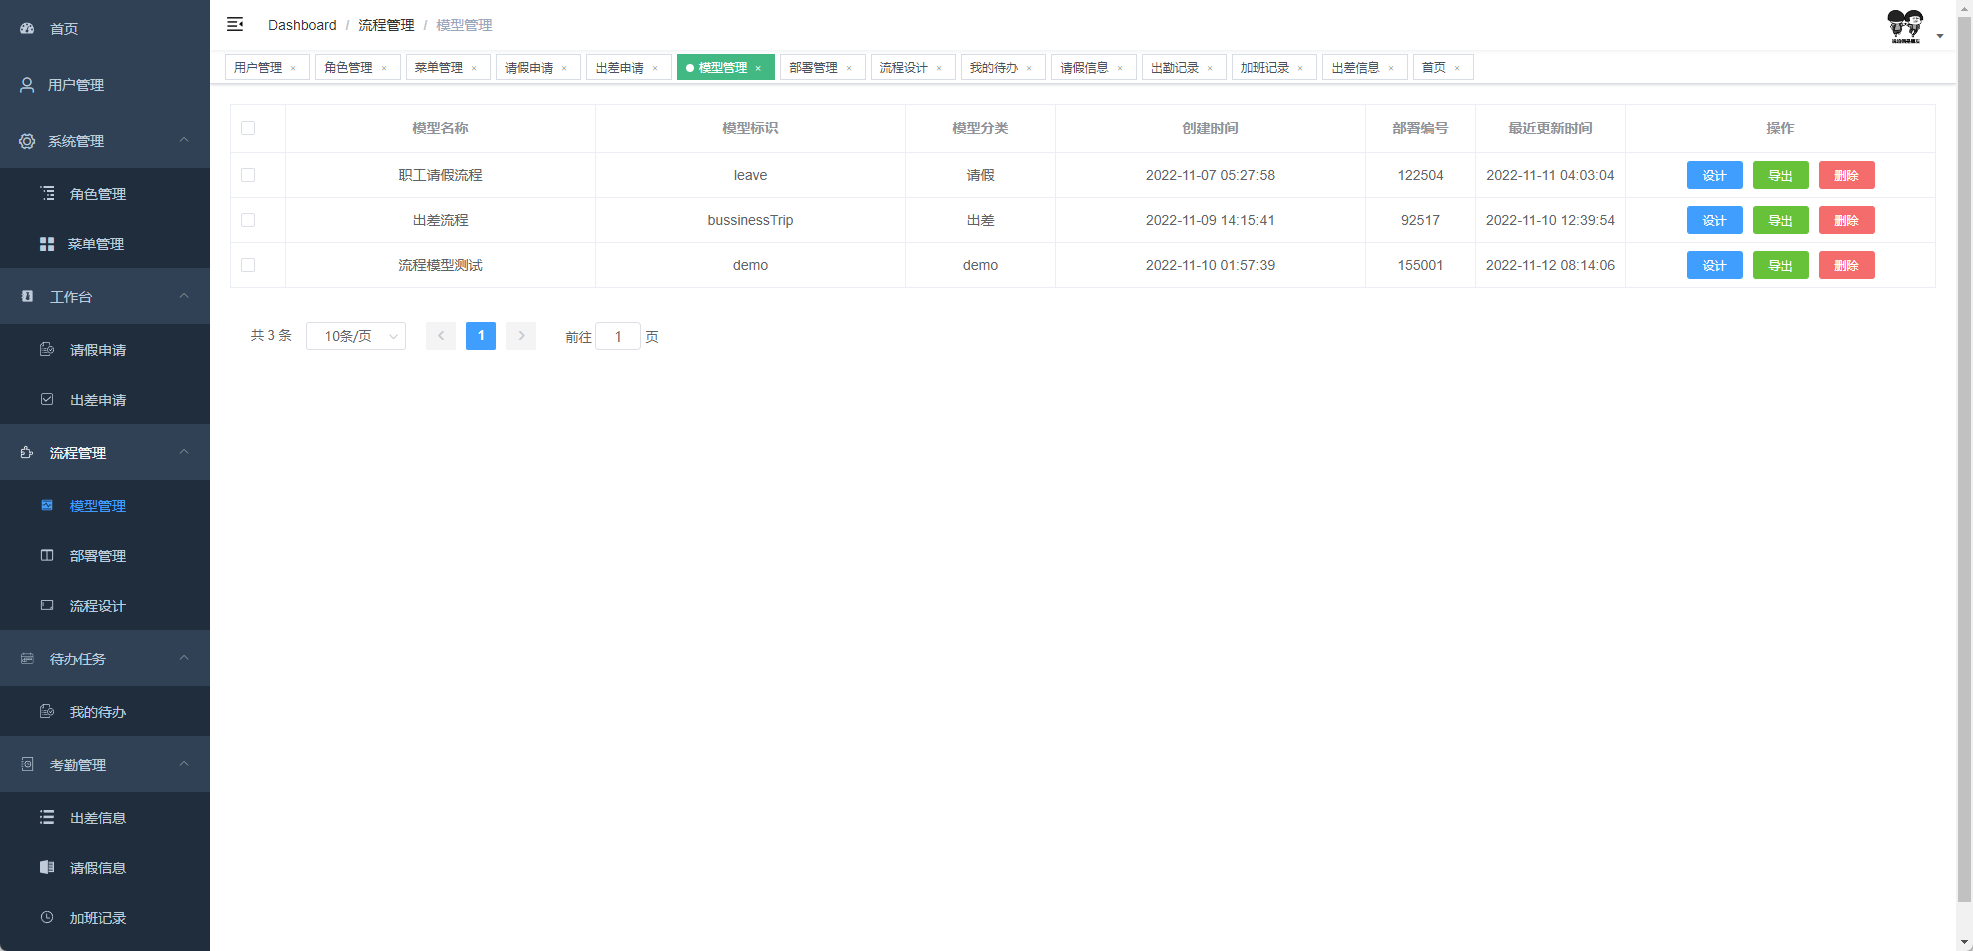 首页
用户管理
系统管理
角色管理
菜单管理
工作台
请假申请
出差申请
流程管理
模型管理
部署管理
流程设计
待办任务
我的待办
考勤管理
出差信息
请假信息
加班记录
Dashboard / 流程管理 / 模型管理
用户管理 × 角色管理 × 菜单管理 × 请假申请 × 出差申请 × 模型管理 × 部署管理 × 流程设计 × 我的待办 × 请假信息 × 出勤记录 × 加班记录 × 出差信息 × 首页 ×
模型名称 模型标识 模型分类 创建时间 部署编号 最近更新时间 操作
职工请假流程 leave 请假 2022-11-07 05:27:58 122504 2022-11-11 04:03:04 设计 导出 删除
出差流程 bussinessTrip 出差 2022-11-09 14:15:41 92517 2022-11-10 12:39:54 设计 导出 删除
流程模型测试 demo demo 2022-11-10 01:57:39 155001 2022-11-12 08:14:06 设计 导出 删除
共 3 条 10条/页 1 前往 1 页